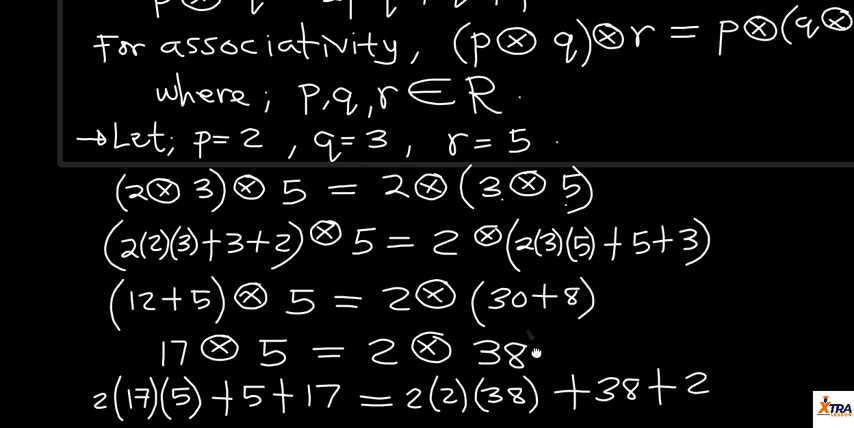 p⊗ q
For associativity, (p⊗ q)⊗r = p⊗(q⊗
where; p,q,r∈R.
→Let; p=2 , q=3, r=5.
(2⊗ 3)⊗ 5 = 2⊗(3⊗ 5)
(2(2)(3)+3+2)⊗5=2⊗(2(3)(5)+5+3)
(12+5)⊗ 5 = 2⊗ (30+8)
17⊗ 5 = 2⊗ 38
2(17)(5)+5+17=2(2)(38)+38+2
XTRA
LESSON